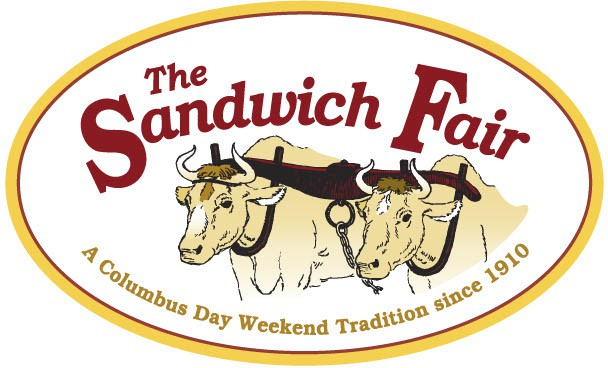 The
Sandwich Fair
A Columbus Day Weekend Tradition since 1910